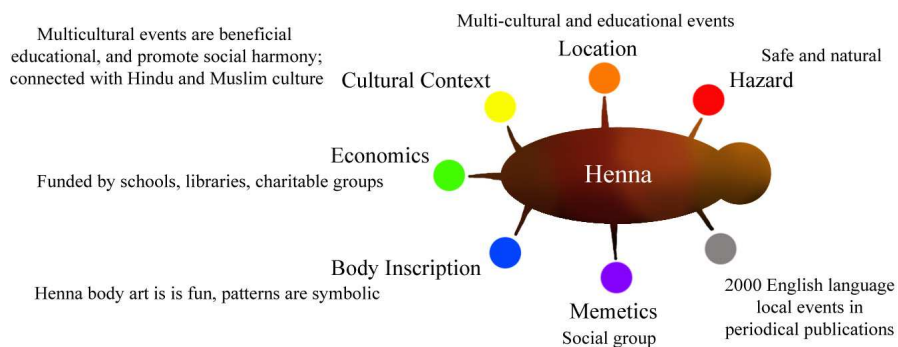 Multi-cultural and educational events
Location
Multicultural events are beneficial
educational, and promote social harmony;
connected with Hindu and Muslim culture
Cultural Context
Safe and natural
Hazard
Economics
Funded by schools, libraries, charitable groups
Henna
Body Inscription
Henna body art is is fun, patterns are symbolic
Memetics
Social group
2000 English language
local events in
periodical publications